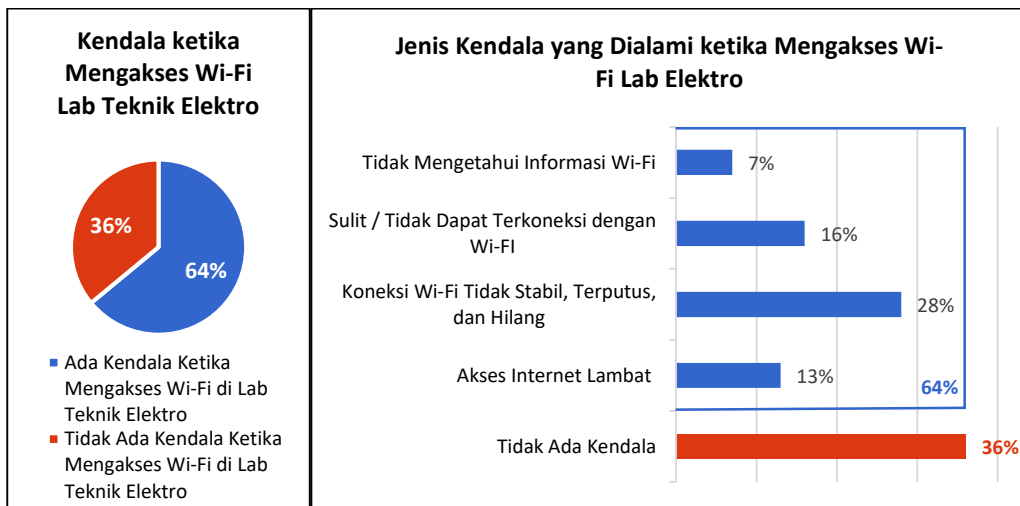 Kendala ketika
Mengakses Wi-Fi
Lab Teknik Elektro
36%
64%
■ Ada Kendala Ketika
Mengakses Wi-Fi di Lab
Teknik Elektro
■ Tidak Ada Kendala Ketika
Mengakses Wi-Fi di Lab
Teknik Elektro
Jenis Kendala yang Dialami ketika Mengakses Wi-
Fi Lab Elektro
Tidak Mengetahui Informasi Wi-Fi
7%
Sulit / Tidak Dapat Terkoneksi dengan
Wi-FI
16%
Koneksi Wi-Fi Tidak Stabil, Terputus,
dan Hilang
28%
Akses Internet Lambat
13%
64%
Tidak Ada Kendala
36%